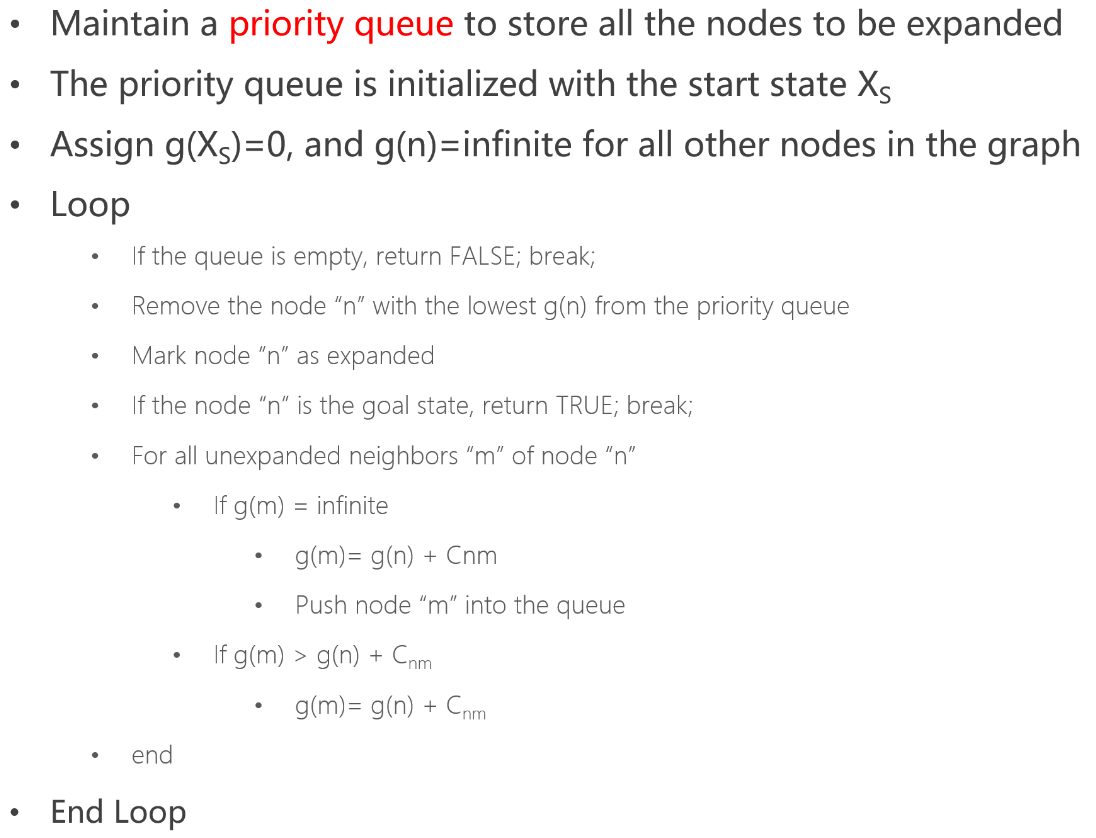 • Maintain a priority queue to store all the nodes to be expanded
• The priority queue is initialized with the start state X_S
• Assign g(X_S)=0, and g(n)=infinite for all other nodes in the graph
• Loop
• If the queue is empty, return FALSE; break;
• Remove the node “n” with the lowest g(n) from the priority queue
• Mark node “n” as expanded
• If the node “n” is the goal state, return TRUE; break;
• For all unexpanded neighbors “m” of node “n”
• If g(m) = infinite
• g(m)= g(n) + Cnm
• Push node “m” into the queue
• If g(m) > g(n) + C_nm
• g(m)= g(n) + C_nm
• end
• End Loop